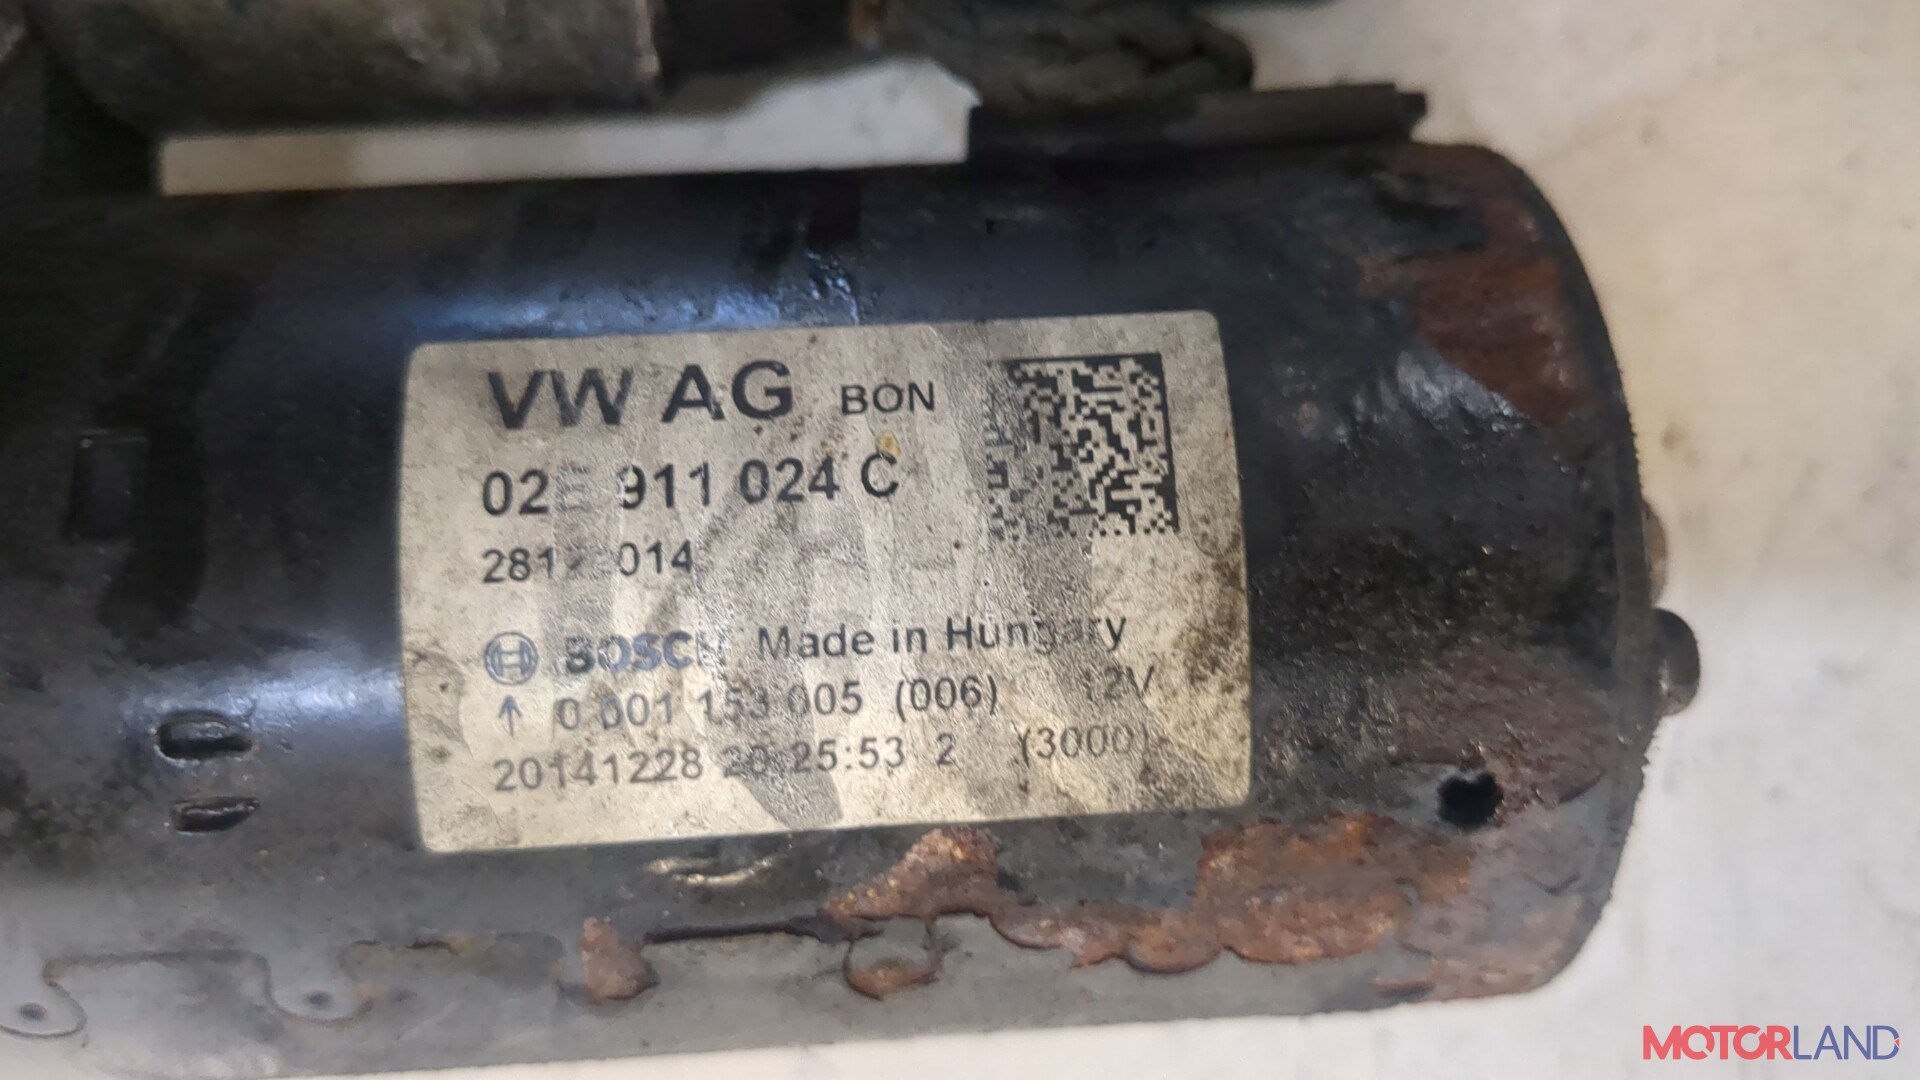 VW AG BON
02E 911 024 C
014
BOSCH Made in Hungary
↑ 0 001 153 005 (006) 12V
20141228 20:25:53 2 (3000)
MOTORLAND